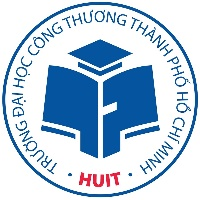 TRƯỜNG ĐẠI HỌC CÔNG THƯƠNG THÀNH PHỐ HỒ CHÍ MINH
HUIT